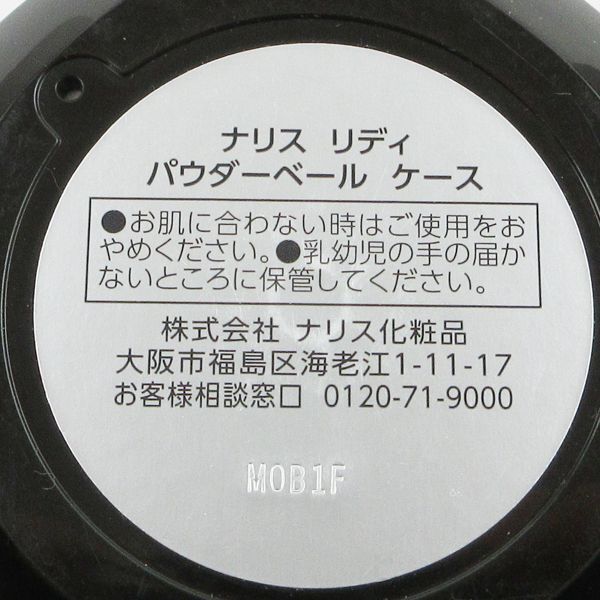 ナリス リディ
パウダーベール ケース
●お肌に合わない時はご使用をお
やめください。●乳幼児の手の届か
ないところに保管してください。
株式会社 ナリス化粧品
大阪市福島区海老江1-11-17
お客様相談窓口 0120-71-9000
M0B1F